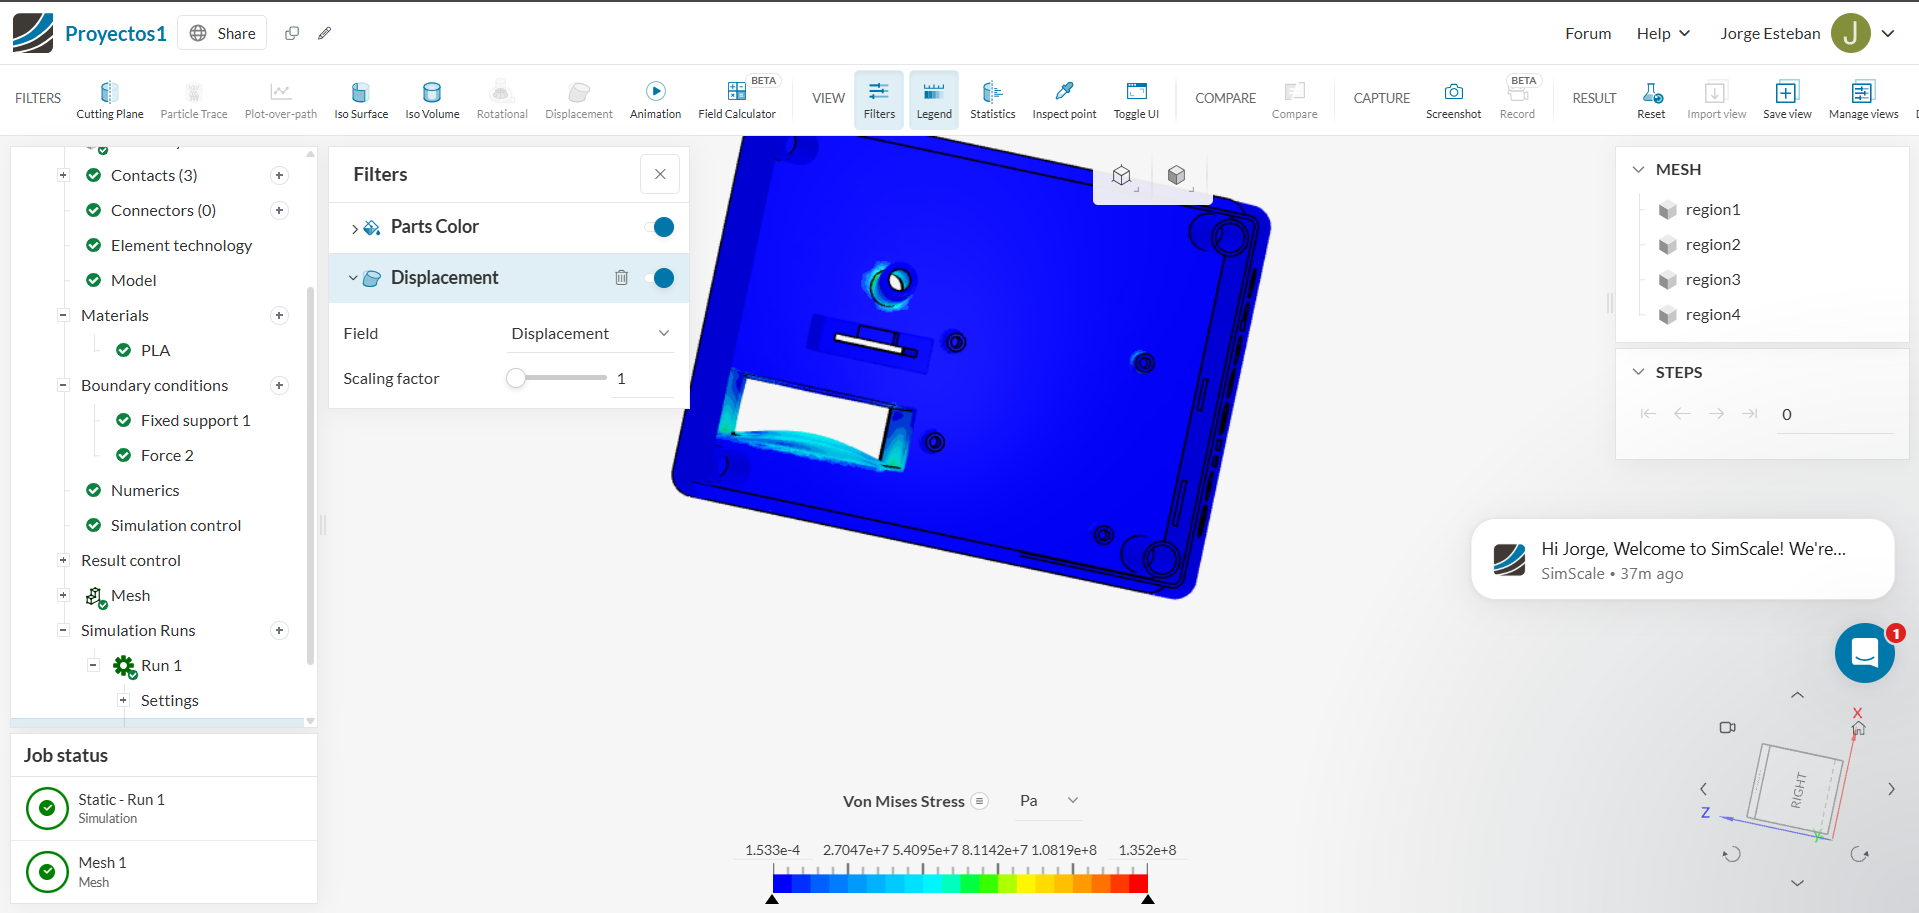 Proyectos1
Share
Forum
Help
Jorge Esteban
J
FILTERS
Cutting Plane
Particle Trace
Plot-over-path
Iso Surface
Iso Volume
Rotational
Displacement
Animation
BETA
Field Calculator
VIEW
Filters
Legend
Statistics
Inspect point
Toggle UI
COMPARE
Compare
CAPTURE
Screenshot
BETA
Record
RESULT
Reset
Import view
Save view
Manage views
Contacts (3)
Connectors (0)
Element technology
Model
Materials
PLA
Boundary conditions
Fixed support 1
Force 2
Numerics
Simulation control
Result control
Mesh
Simulation Runs
Run 1
Settings
Job status
Static - Run 1
Simulation
Mesh 1
Mesh
Filters
Parts Color
Displacement
Field
Displacement
Scaling factor
1
MESH
region1
region2
region3
region4
STEPS
0
Hi Jorge, Welcome to SimScale! We're...
SimScale • 37m ago
1
X
Z
Y
RIGHT
Von Mises Stress
Pa
1.533e-4 2.7047e+7 5.4095e+7 8.1142e+7 1.0819e+8 1.352e+8